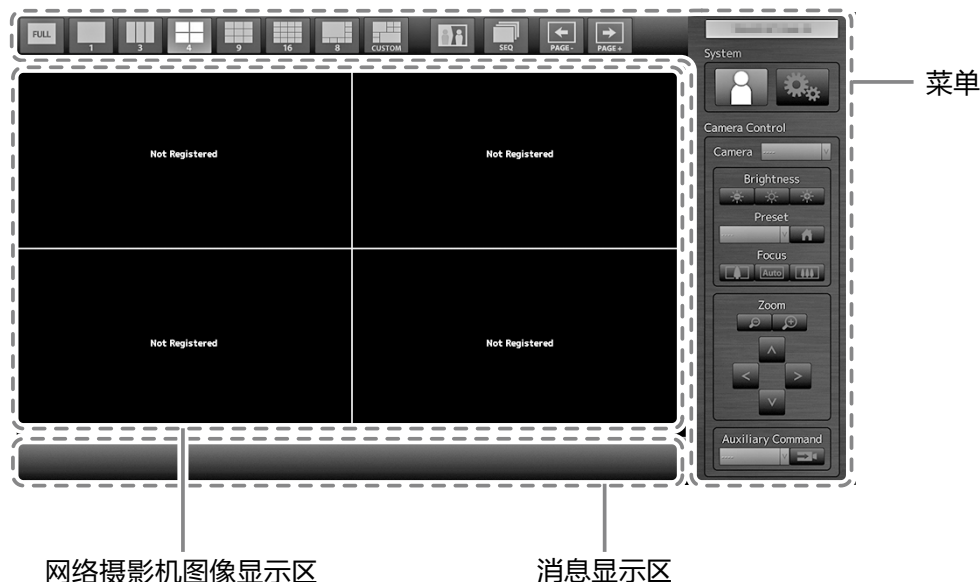 FULL
1
3
4
9
16
8
CUSTOM
SEQ
PAGE-
PAGE+
System
菜单
Camera Control
Camera ----
Brightness
Preset
Focus
Auto
Zoom
Auxiliary Command
----
Not Registered
Not Registered
Not Registered
Not Registered
网络摄影机图像显示区
消息显示区